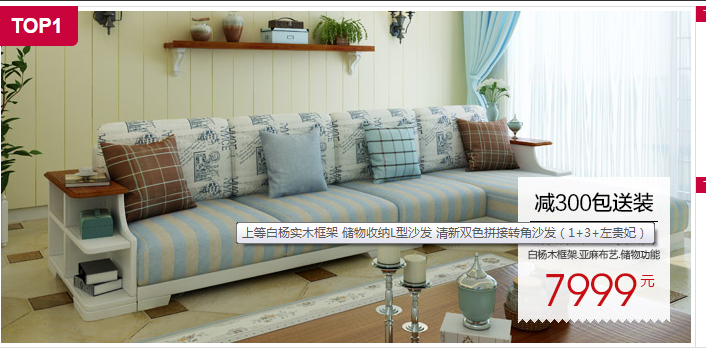 TOP1
减300包送装
上等白杨实木框架 储物收纳L型沙发 清新双色拼接转角沙发（1+3+左贵妃）
白杨木框架.亚麻布艺.储物功能
7999元